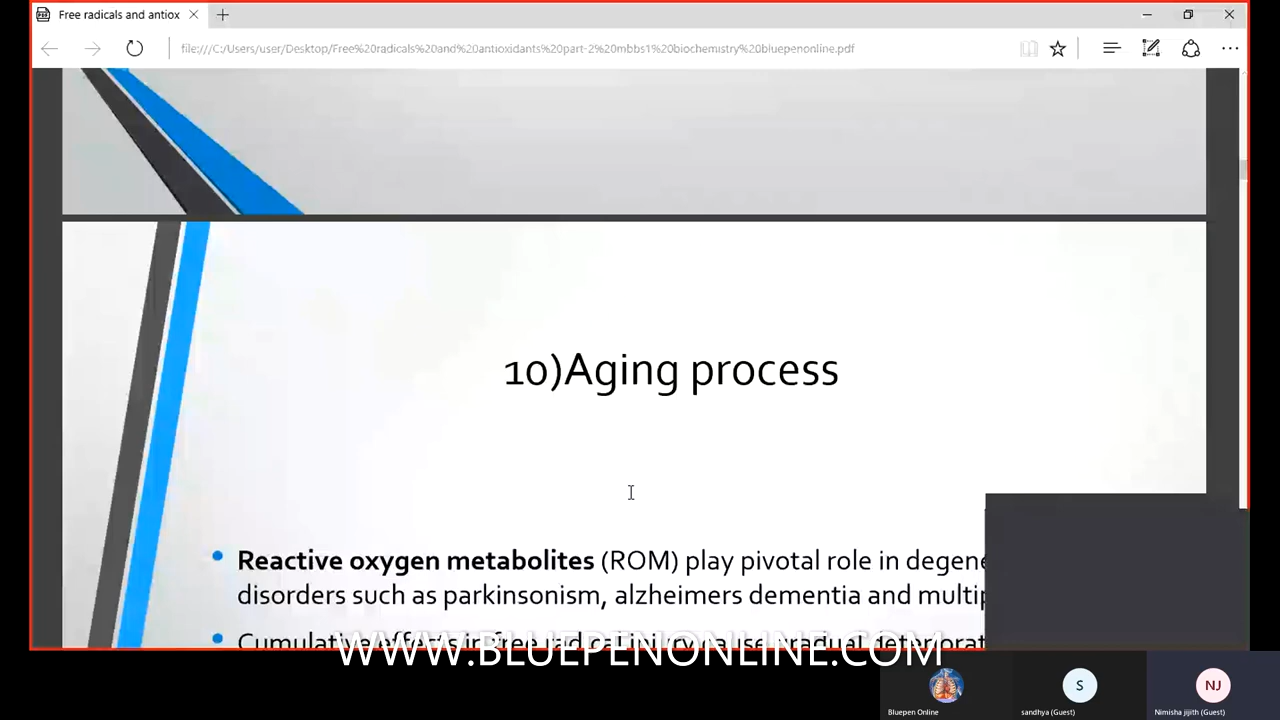 Free radicals and antiox
file:///C:/Users/user/Desktop/Free%20radicals%20and%20antioxidants%20part-2%20mbbs1%20biochemistry%20bluepenonline.pdf
10)Aging process
Reactive oxygen metabolites (ROM) play pivotal role in degene
disorders such as parkinsonism, alzheimers dementia and multip
Cumulative effects in free radical injury cause gradual deteriorat
WWW.BLUEPENONLINE.COM
S
NJ
Bluepen Online
sandhya (Guest)
Nimisha jijith (Guest)